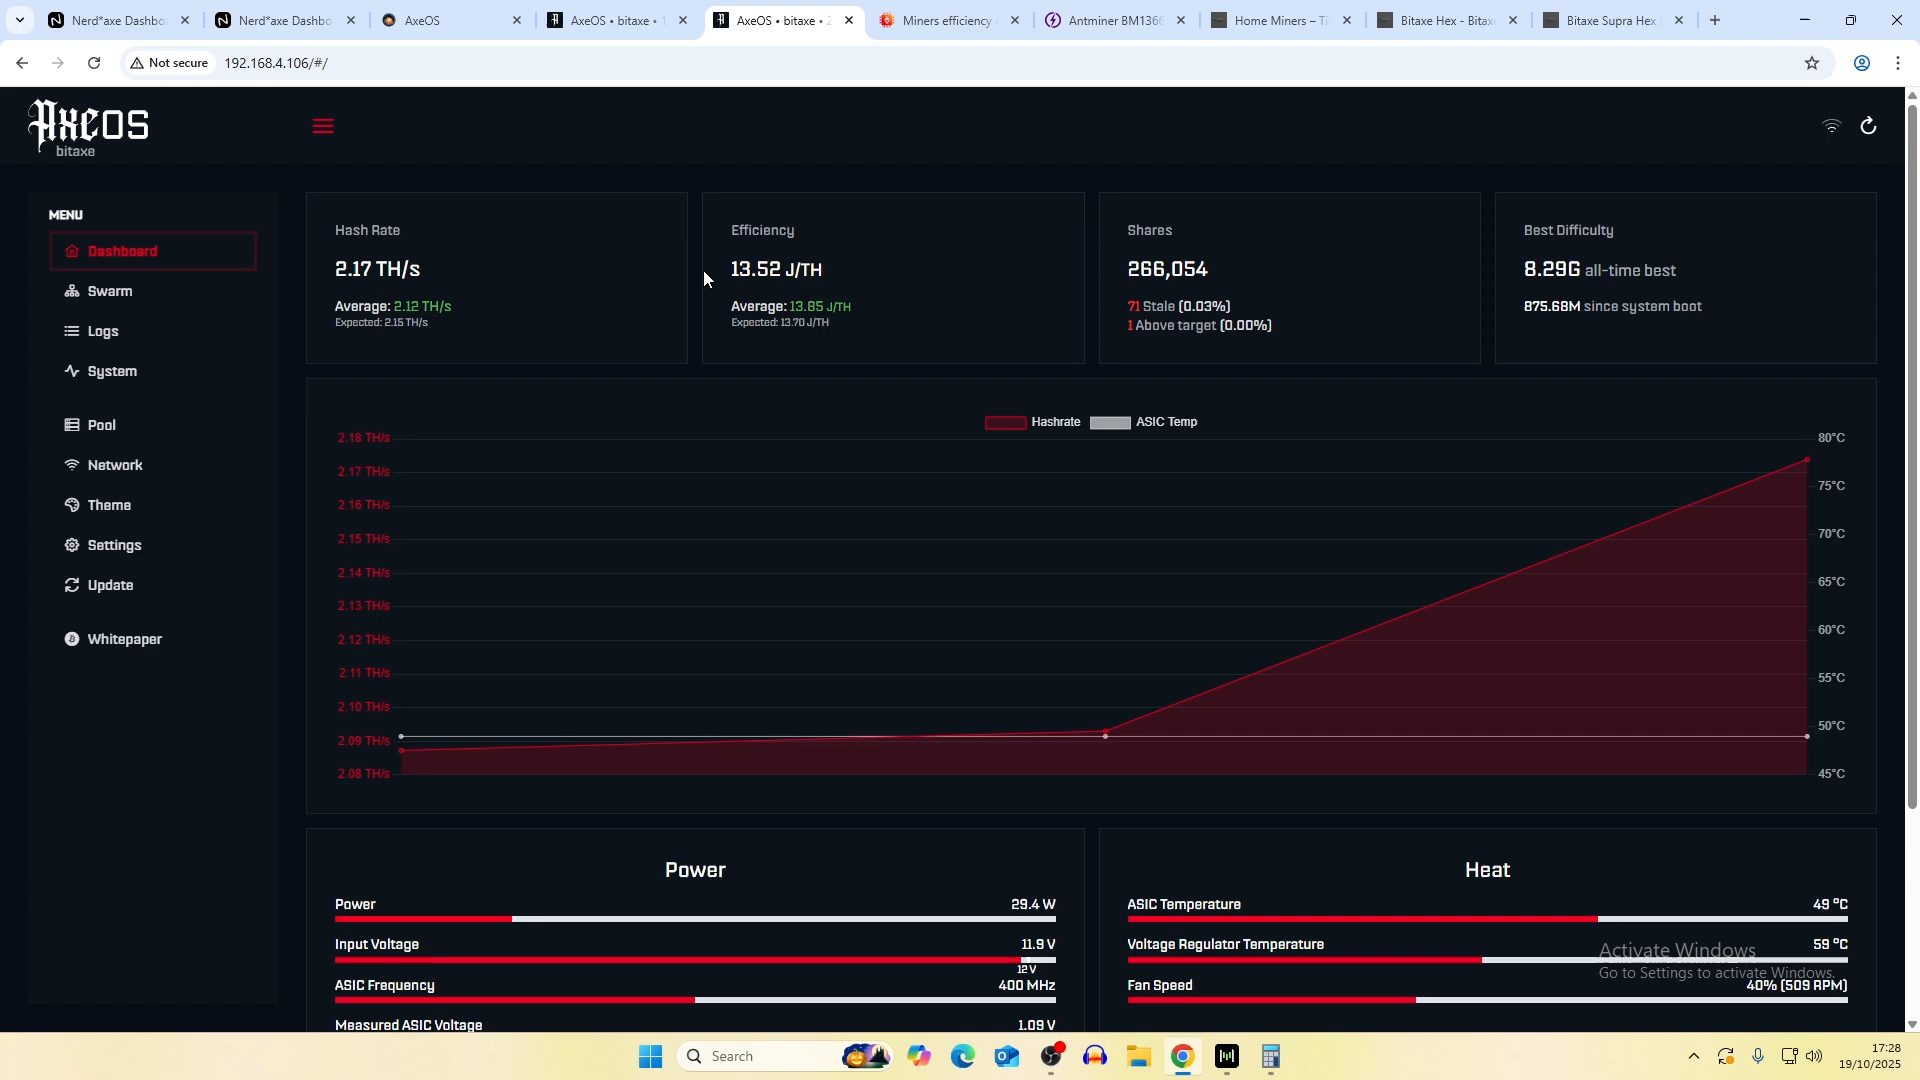 Nerd*axe Dashbo
Nerd*axe Dashbo
AxeOS
AxeOS • bitaxe •
AxeOS • bitaxe • 2
Miners efficiency
Antminer BM1366
Home Miners – Ti
Bitaxe Hex - Bitax
Bitaxe Supra Hex
Not secure
192.168.4.106/#/
AxeOS
bitaxe
MENU
Dashboard
Swarm
Logs
System
Pool
Network
Theme
Settings
Update
Whitepaper
Hash Rate
2.17 TH/s
Average: 2.12 TH/s
Expected: 2.15 TH/s
Efficiency
13.52 J/TH
Average: 13.85 J/TH
Expected: 13.70 J/TH
Shares
266,054
71 Stale (0.03%)
1 Above target (0.00%)
Best Difficulty
8.29G all-time best
875.68M since system boot
Hashrate ASIC Temp
2.18 TH/s 80°C
2.17 TH/s
75°C
2.16 TH/s
70°C
2.15 TH/s
2.14 TH/s
65°C
2.13 TH/s
60°C
2.12 TH/s
2.11 TH/s
55°C
2.10 TH/s
50°C
2.09 TH/s
2.08 TH/s 45°C
Power
Power 29.4 W
Input Voltage 11.9 V
12 V
ASIC Frequency 400 MHz
Measured ASIC Voltage 1.09 V
Heat
ASIC Temperature 49 °C
Voltage Regulator Temperature 59 °C
Fan Speed 40% (509 RPM)
Activate Windows
Go to Settings to activate Windows.
Search
17:28
19/10/2025